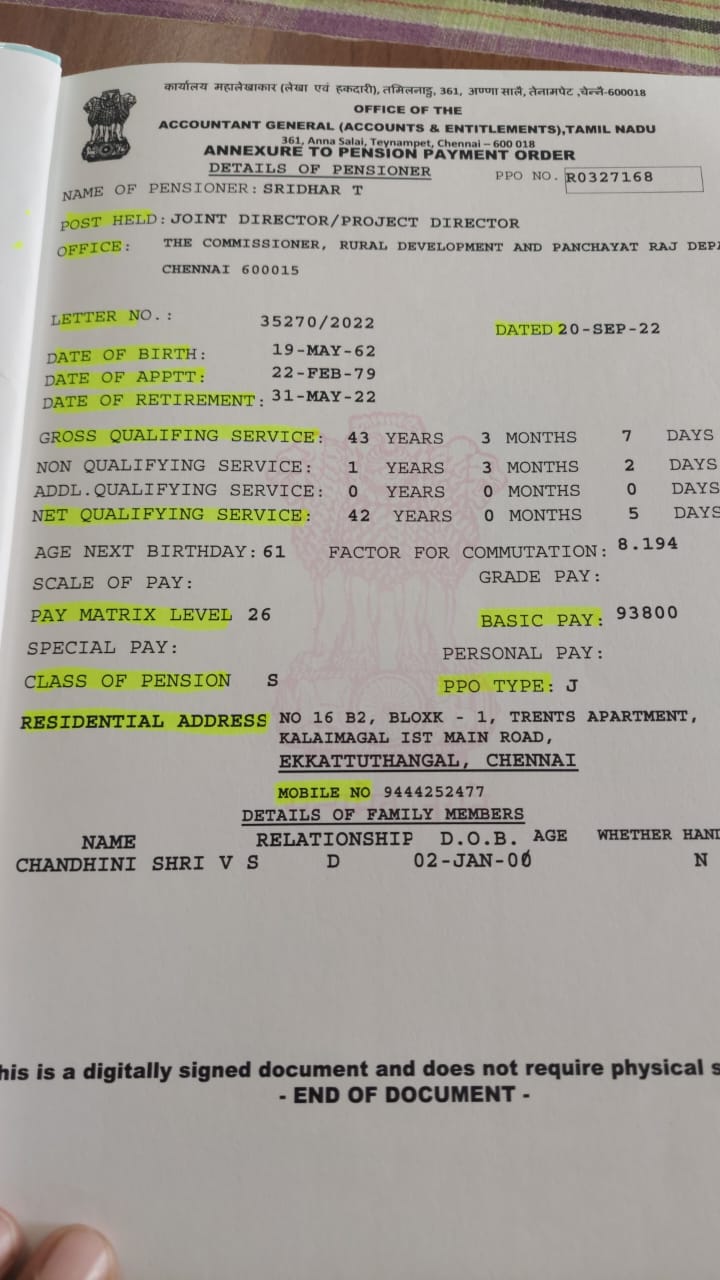 कार्यालय महालेखाकार (लेखा एवं हकदारी), तमिलनाडु, 361, अण्णा सालै, तेनामपेट ,चेन्नै-600018
OFFICE OF THE
ACCOUNTANT GENERAL (ACCOUNTS & ENTITLEMENTS),TAMIL NADU
361, Anna Salai, Teynampet, Chennai – 600 018
ANNEXURE TO PENSION PAYMENT ORDER
DETAILS OF PENSIONER PPO NO. R0327168
NAME OF PENSIONER: SRIDHAR T
POST HELD: JOINT DIRECTOR/PROJECT DIRECTOR
OFFICE: THE COMMISSIONER, RURAL DEVELOPMENT AND PANCHAYAT RAJ DEPA
CHENNAI 600015
LETTER NO.: 35270/2022 DATED 20-SEP-22
DATE OF BIRTH: 19-MAY-62
DATE OF APPTT: 22-FEB-79
DATE OF RETIREMENT: 31-MAY-22
GROSS QUALIFING SERVICE: 43 YEARS 3 MONTHS 7 DAYS
NON QUALIFYING SERVICE: 1 YEARS 3 MONTHS 2 DAYS
ADDL.QUALIFYING SERVICE: 0 YEARS 0 MONTHS 0 DAYS
NET QUALIFYING SERVICE: 42 YEARS 0 MONTHS 5 DAYS
AGE NEXT BIRTHDAY: 61 FACTOR FOR COMMUTATION: 8.194
SCALE OF PAY: GRADE PAY:
PAY MATRIX LEVEL 26 BASIC PAY: 93800
SPECIAL PAY: PERSONAL PAY:
CLASS OF PENSION S PPO TYPE: J
RESIDENTIAL ADDRESS NO 16 B2, BLOXK - 1, TRENTS APARTMENT,
KALAIMAGAL IST MAIN ROAD,
EKKATTUTHANGAL, CHENNAI
MOBILE NO 9444252477
DETAILS OF FAMILY MEMBERS
NAME RELATIONSHIP D.O.B. AGE WHETHER HAND
CHANDHINI SHRI V S D 02-JAN-00 N
his is a digitally signed document and does not require physical s
- END OF DOCUMENT -